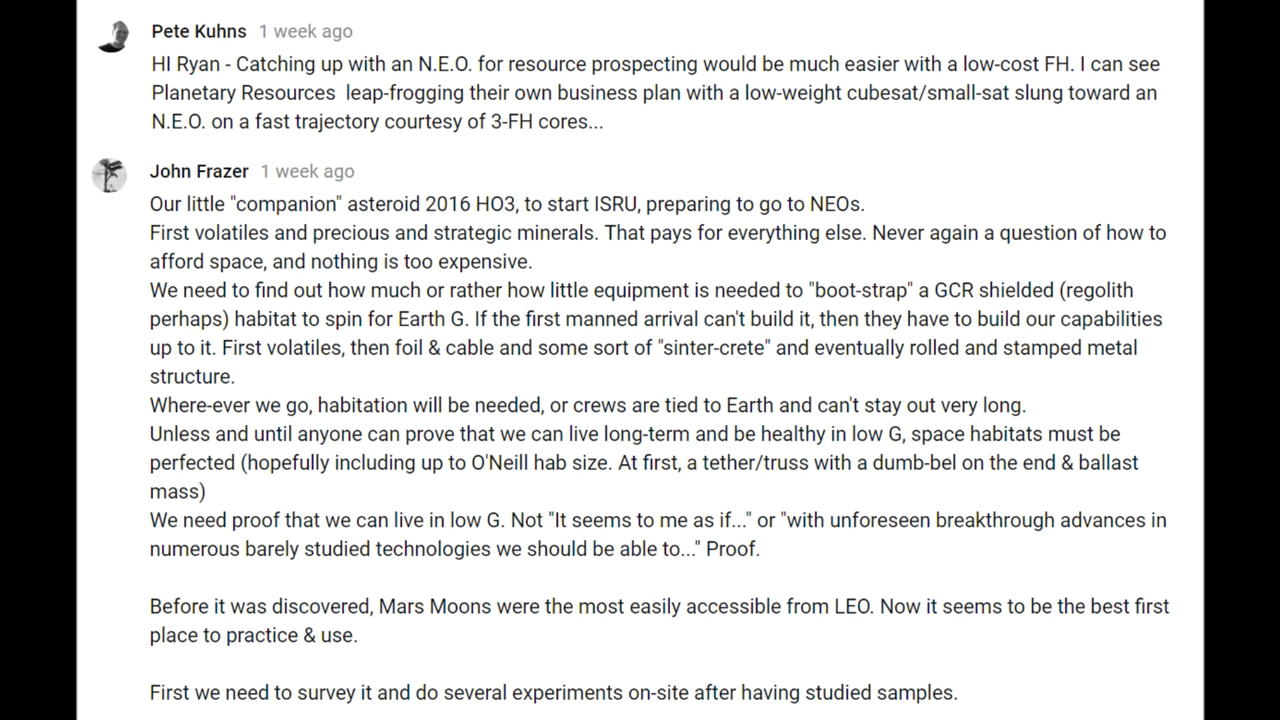 Pete Kuhns 1 week ago
HI Ryan - Catching up with an N.E.O. for resource prospecting would be much easier with a low-cost FH. I can see
Planetary Resources  leap-frogging their own business plan with a low-weight cubesat/small-sat slung toward an
N.E.O. on a fast trajectory courtesy of 3-FH cores...
John Frazer 1 week ago
Our little "companion" asteroid 2016 HO3, to start ISRU, preparing to go to NEOs.
First volatiles and precious and strategic minerals. That pays for everything else. Never again a question of how to
afford space, and nothing is too expensive.
We need to find out how much or rather how little equipment is needed to "boot-strap" a GCR shielded (regolith
perhaps) habitat to spin for Earth G. If the first manned arrival can't build it, then they have to build our capabilities
up to it. First volatiles, then foil & cable and some sort of "sinter-crete" and eventually rolled and stamped metal
structure.
Where-ever we go, habitation will be needed, or crews are tied to Earth and can't stay out very long.
Unless and until anyone can prove that we can live long-term and be healthy in low G, space habitats must be
perfected (hopefully including up to O'Neill hab size. At first, a tether/truss with a dumb-bel on the end & ballast
mass)
We need proof that we can live in low G. Not "It seems to me as if..." or "with unforeseen breakthrough advances in
numerous barely studied technologies we should be able to..." Proof.
Before it was discovered, Mars Moons were the most easily accessible from LEO. Now it seems to be the best first
place to practice & use.
First we need to survey it and do several experiments on-site after having studied samples.